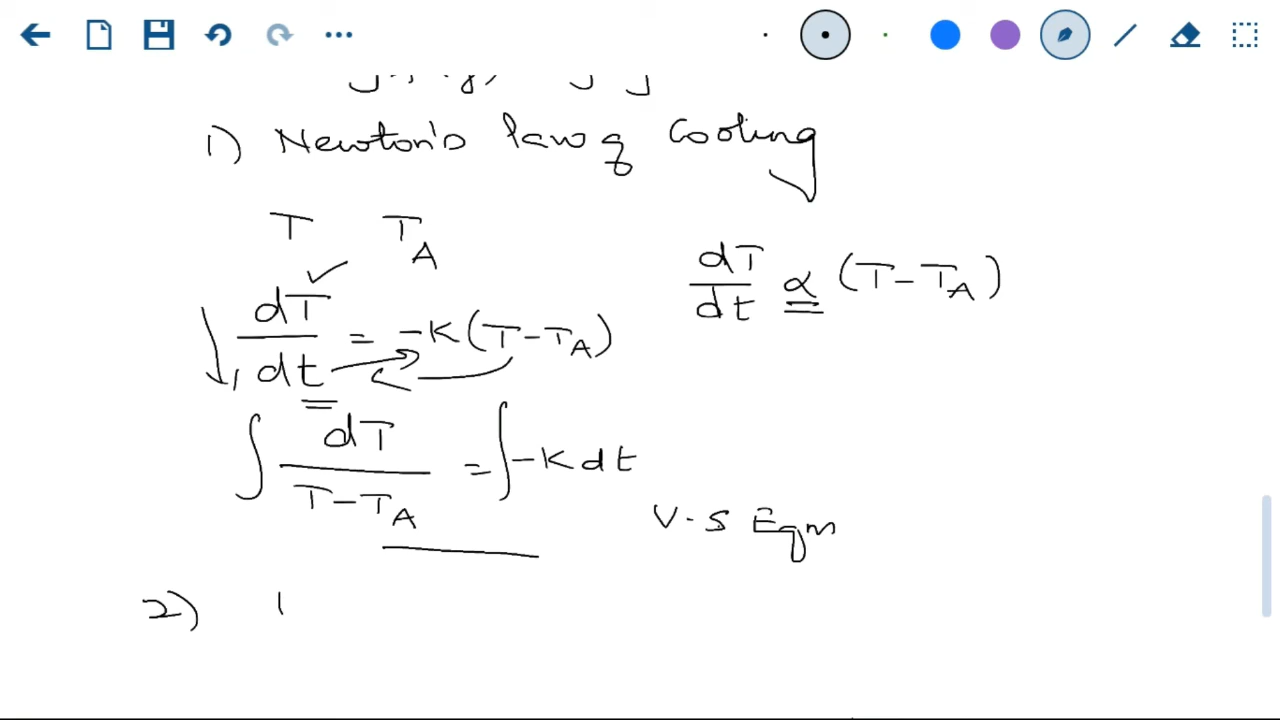 1) Newton's law of Cooling
T T_A
dT/dt ∝ (T-T_A)
dT/dt = -K(T-T_A)
∫ dT/(T-T_A) = ∫-K dt
V-S Eqn
2)